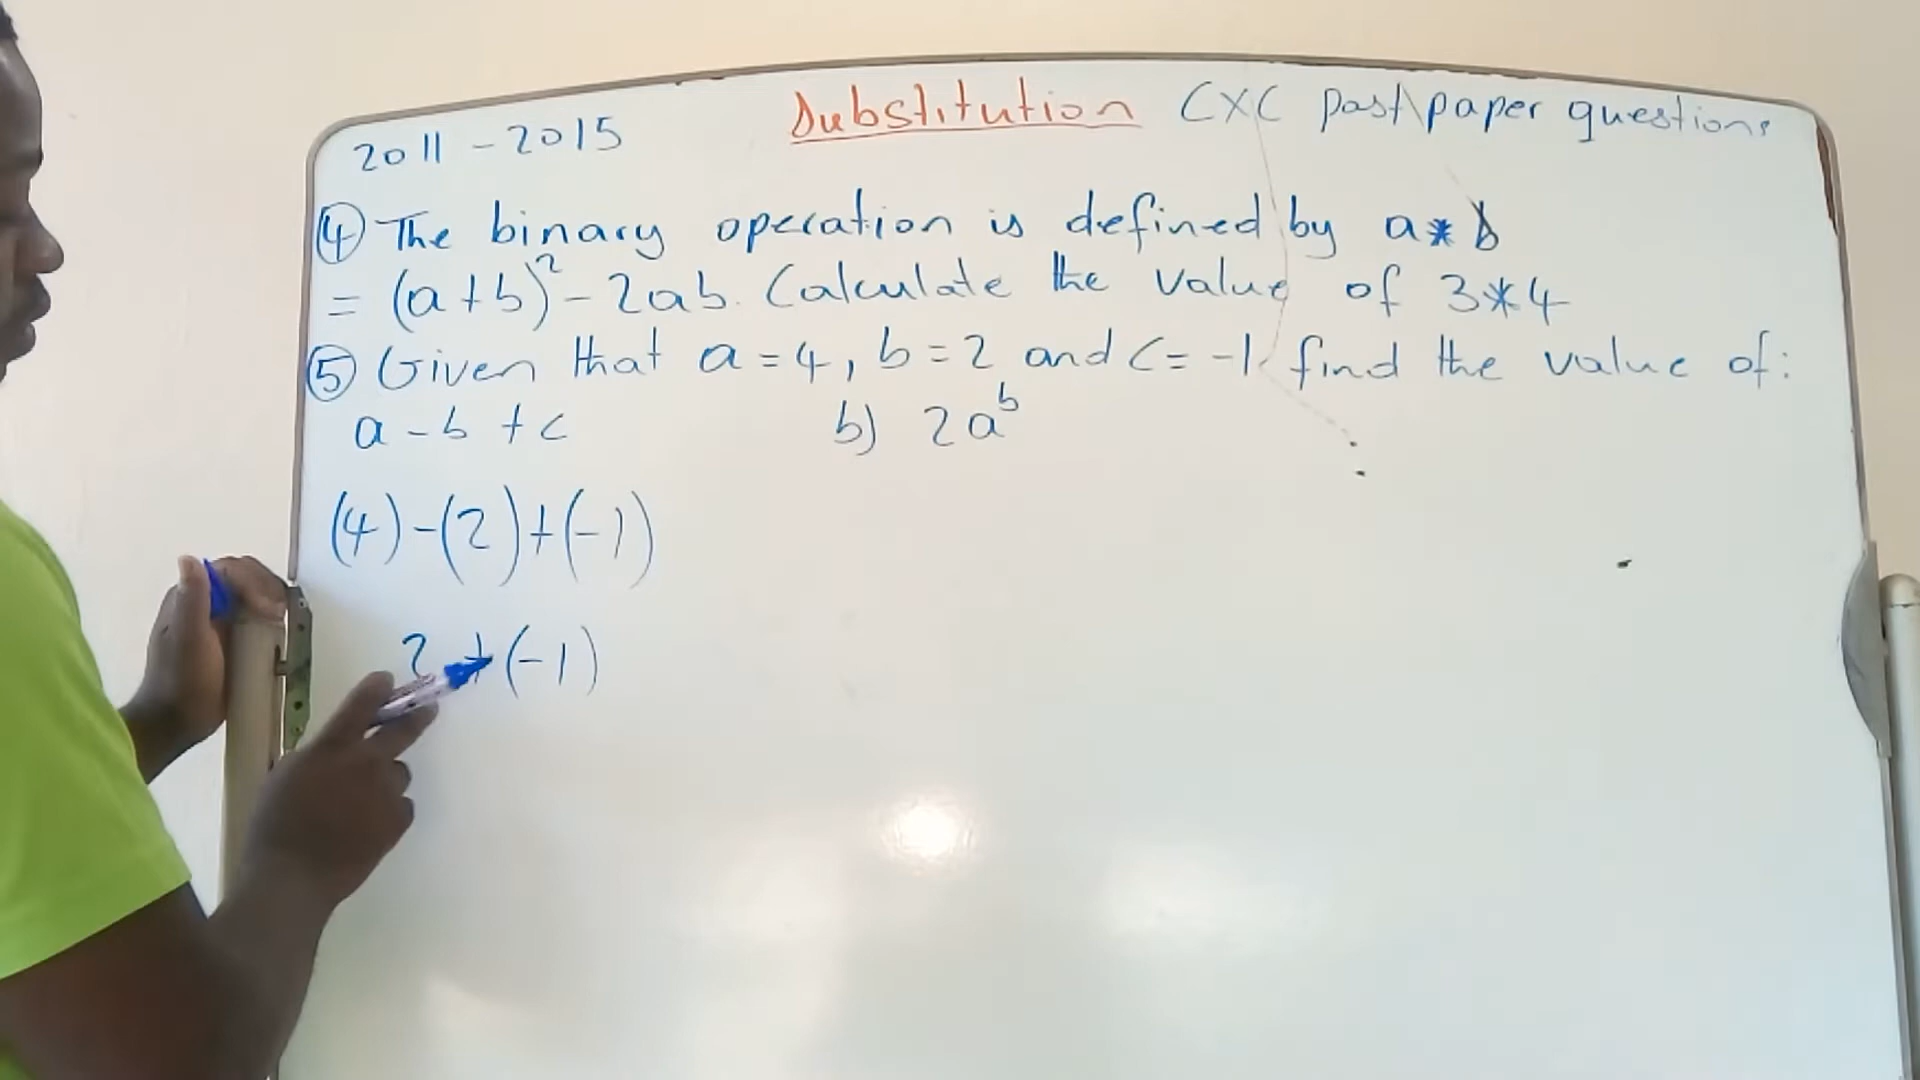 Substitution CXC past\paper questions
2011 - 2015
④ The binary operation is defined by a * b
= (a + b)² - 2ab. Calculate the value of 3*4
⑤ Given that a = 4, b = 2 and c = -1 find the value of:
a - b + c b) 2a^b
(4) - (2) + (-1)
2 + (-1)